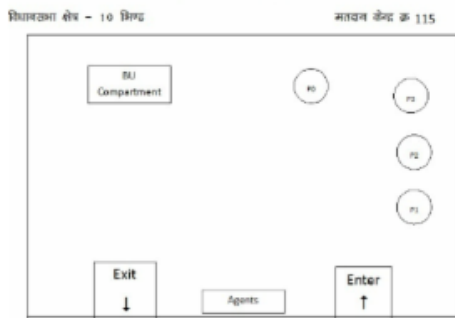 विधानसभा क्षेत्र - 10 भिण्ड
मतदान केन्द्र क्र 115
BU
Compartment
P0
P3
P2
P1
Exit
↓
Agents
Enter
↑